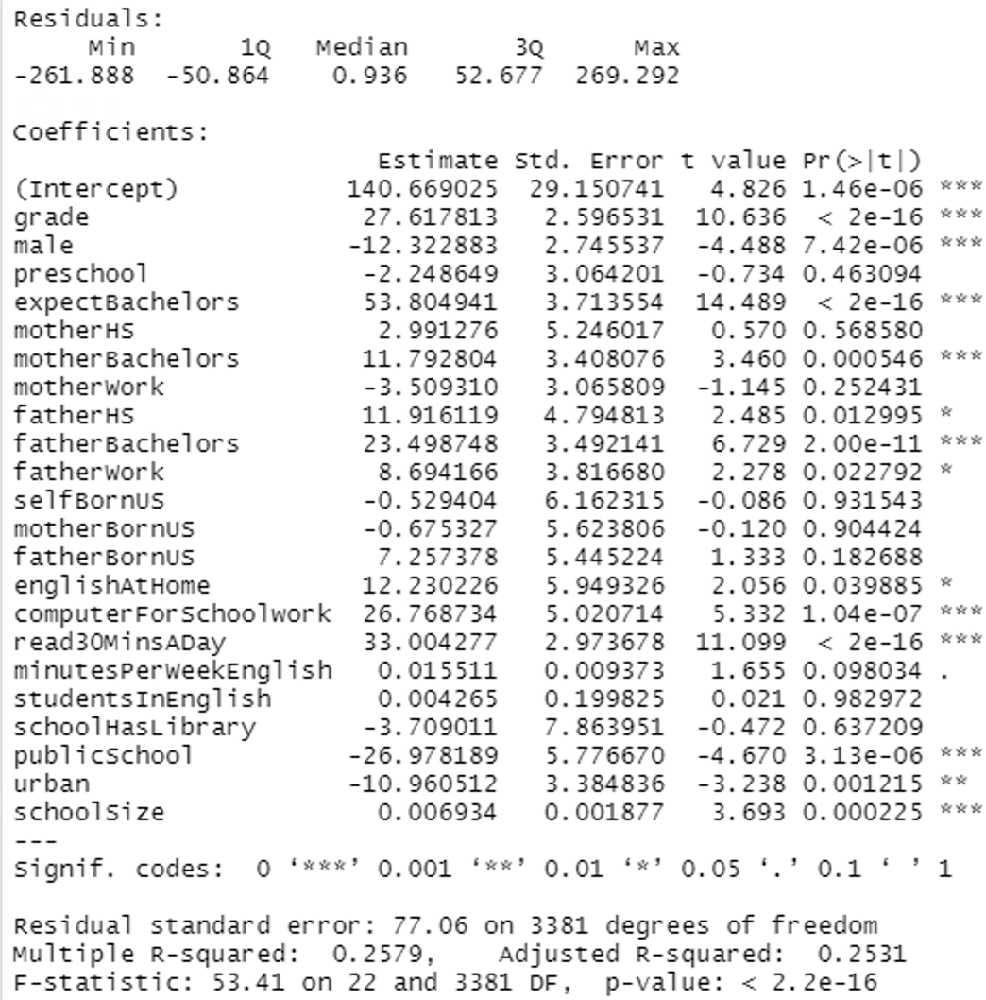 Residuals:
     Min       1Q   Median       3Q      Max
-261.888  -50.864    0.936   52.677  269.292
Coefficients:
                        Estimate Std. Error t value Pr(>|t|)
(Intercept)           140.669025  29.150741   4.826 1.46e-06 ***
grade                  27.617813   2.596531  10.636  < 2e-16 ***
male                  -12.322883   2.745537  -4.488 7.42e-06 ***
preschool              -2.248649   3.064201  -0.734 0.463094
expectBachelors        53.804941   3.713554  14.489  < 2e-16 ***
motherHS                2.991276   5.246017   0.570 0.568580
motherBachelors        11.792804   3.408076   3.460 0.000546 ***
motherWork             -3.509310   3.065809  -1.145 0.252431
fatherHS               11.916119   4.794813   2.485 0.012995 *
fatherBachelors        23.498748   3.492141   6.729 2.00e-11 ***
fatherWork              8.694166   3.816680   2.278 0.022792 *
selfBornUS             -0.529404   6.162315  -0.086 0.931543
motherBornUS           -0.675327   5.623806  -0.120 0.904424
fatherBornUS            7.257378   5.445224   1.333 0.182688
englishAtHome          12.230226   5.949326   2.056 0.039885 *
computerForSchoolwork  26.768734   5.020714   5.332 1.04e-07 ***
read30MinsADay         33.004277   2.973678  11.099  < 2e-16 ***
minutesPerWeekEnglish   0.015511   0.009373   1.655 0.098034 .
studentsInEnglish       0.004265   0.199825   0.021 0.982972
schoolHasLibrary       -3.709011   7.863951  -0.472 0.637209
publicSchool          -26.978189   5.776670  -4.670 3.13e-06 ***
urban                 -10.960512   3.384836  -3.238 0.001215 **
schoolSize              0.006934   0.001877   3.693 0.000225 ***
---
Signif. codes:  0 ‘***’ 0.001 ‘**’ 0.01 ‘*’ 0.05 ‘.’ 0.1 ‘ ’ 1
Residual standard error: 77.06 on 3381 degrees of freedom
Multiple R-squared:  0.2579,    Adjusted R-squared:  0.2531
F-statistic: 53.41 on 22 and 3381 DF,  p-value: < 2.2e-16